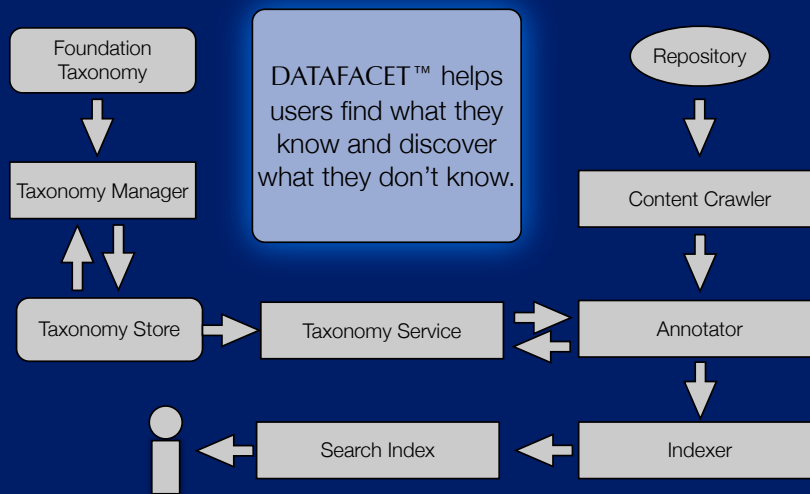 Foundation
Taxonomy
DATAFACET™ helps
users find what they
know and discover
what they don’t know.
Repository
Taxonomy Manager
Content Crawler
Taxonomy Store
Taxonomy Service
Annotator
Search Index
Indexer